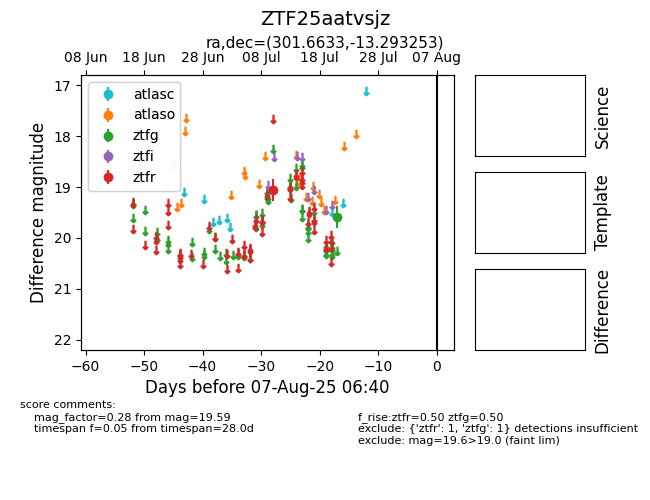 ZTF25aatvsjz
ra,dec=(301.6633,-13.293253)
08 Jun 18 Jun 28 Jun 08 Jul 18 Jul 28 Jul 07 Aug
17
18
19
20
21
22
Difference magnitude
atlasc
atlaso
ztfg
ztfi
ztfr
−60 −50 −40 −30 −20 −10 0
Days before 07-Aug-25 06:40
Science
Template
Difference
score comments:
mag_factor=0.28 from mag=19.59
timespan f=0.05 from timespan=28.0d
f_rise:ztfr=0.50 ztfg=0.50
exclude: {'ztfr': 1, 'ztfg': 1} detections insufficient
exclude: mag=19.6>19.0 (faint lim)